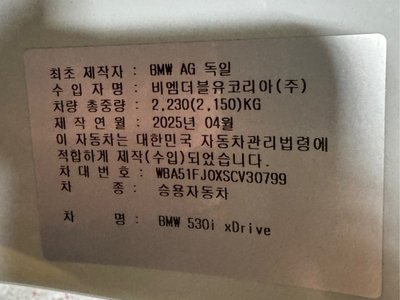 최초 제작자 : BMW AG 독일
수 입 자 명 : 비엠더블유코리아(주)
차량 총중량 : 2,230(2,150)KG
제 작 연 월 : 2025년 04월
이 자동차는 대한민국 자동차관리법령에
적합하게 제작(수입)되었습니다.
차 대 번 호 : WBA51FJ0XSCV30799
차 종 : 승용자동차
차 명 : BMW 530i xDrive